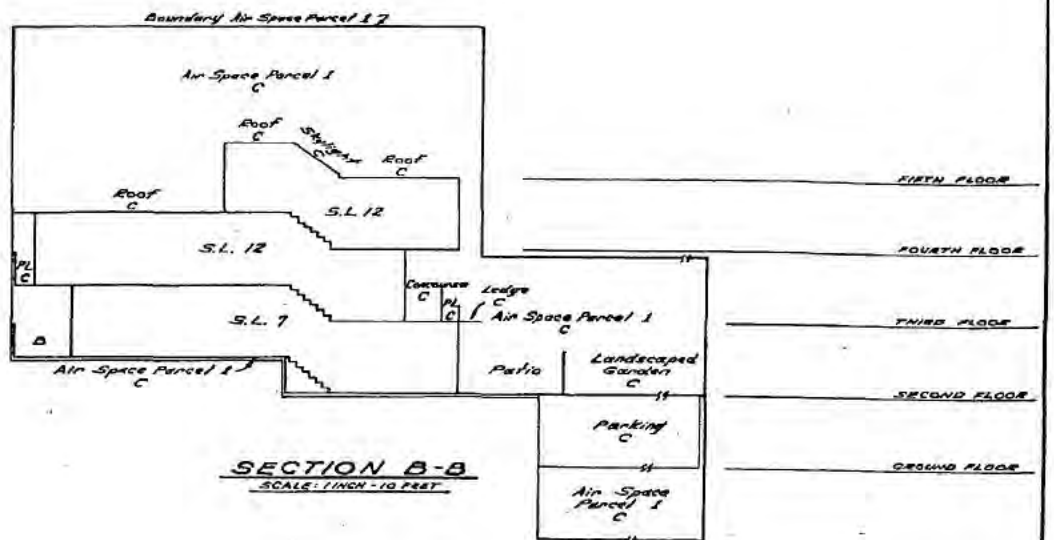 Boundary Air Space Parcel 1
Air Space Parcel 1
C
Roof
C
Skylight
C
Roof
C
Roof
C
S.L. 12
S.L. 12
PL
C
Concourse
C
PL
C
Ledge
C
S.L. 7
B
Air Space Parcel 1
C
Air Space Parcel 1
C
Patio
Landscaped
Garden
C
Parking
C
Air Space
Parcel 1
C
FIFTH FLOOR
FOURTH FLOOR
THIRD FLOOR
SECOND FLOOR
GROUND FLOOR
SECTION B-B
SCALE: 1 INCH - 10 FEET